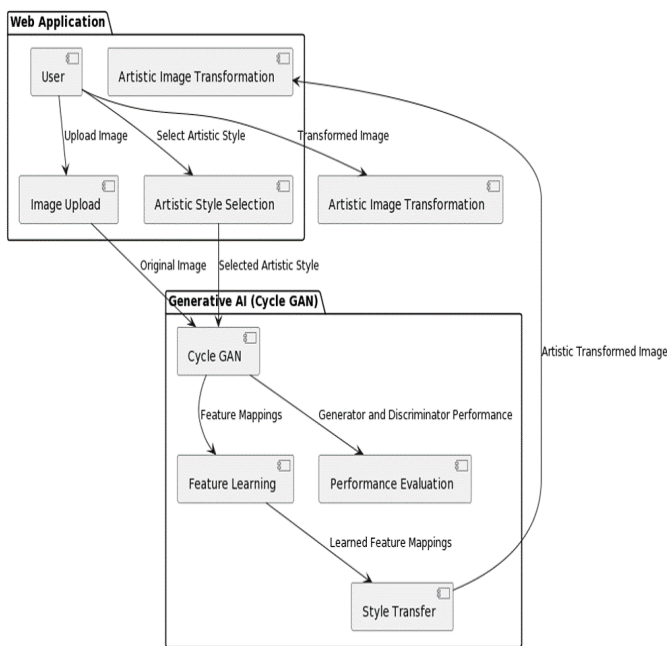 Web Application
User
Artistic Image Transformation
Upload Image
Select Artistic Style
Transformed Image
Image Upload
Artistic Style Selection
Artistic Image Transformation
Original Image
Selected Artistic Style
Generative AI (Cycle GAN)
Cycle GAN
Artistic Transformed Image
Feature Mappings
Generator and Discriminator Performance
Feature Learning
Performance Evaluation
Learned Feature Mappings
Style Transfer